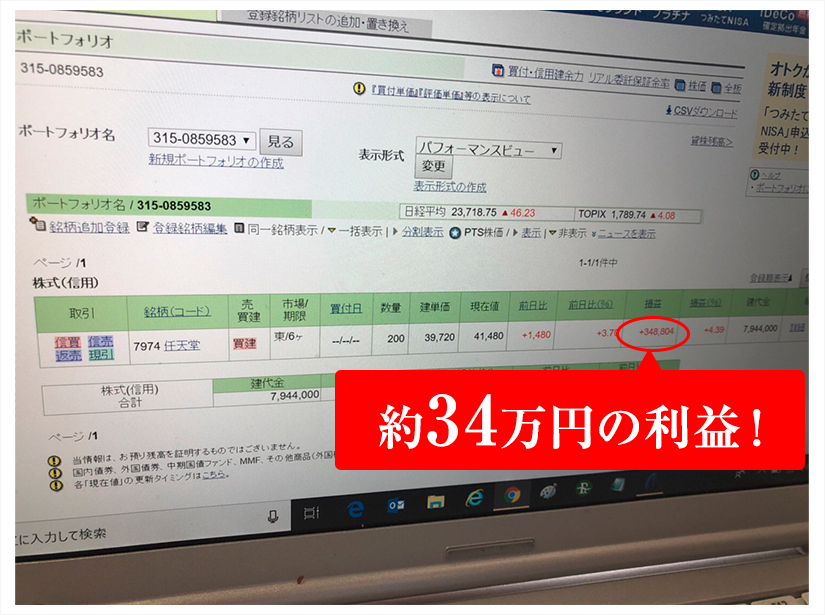 登録銘柄リストの追加・置き換え
プラチナ つみたてNISA iDeCo
確定拠出年金
ポートフォリオ
315-0859583
買付・信用建余力 リアル委託保証金率 株価 全板
『買付単価』『評価単価』等の表示について
CSVダウンロード
貸株残高＞
オトクな
新制度
「つみたて
NISA」申込
受付中！
ヘルプ
ポートフォリオ
ポートフォリオ名 315-0859583 見る
新規ポートフォリオの作成
表示形式 パフォーマンスビュー
変更
表示形式の作成
ポートフォリオ名 / 315-0859583
日経平均 23,718.75 ▲46.23 TOPIX 1,789.74 ▲4.08
銘柄追加登録 登録銘柄編集 同一銘柄表示 / 一括表示 | 分割表示 PTS株価 / 表示 | 非表示 ニュースを表示
ページ /1
1-1/1件中
株式(信用)
登録順表示
取引 銘柄(コード) 売買建 市場/期限 買付日 数量 建単価 現在値 前日比 前日比(%) 損益 損益(%) 建代金
信買 信売 返売 現引 7974 任天堂 買建 東/6ヶ --/--/-- 200 39,720 41,480 +1,480 +348,804 +4.39 7,944,000
株式(信用)
合計
建代金
7,944,000
約34万円の利益！
ページ /1
当情報は、お預り残高を証明するものではございません。
国内債券、外国債券、中期国債ファンド、MMF、その他商品(外国
各「現在値」の更新タイミングはこちら。
に入力して検索